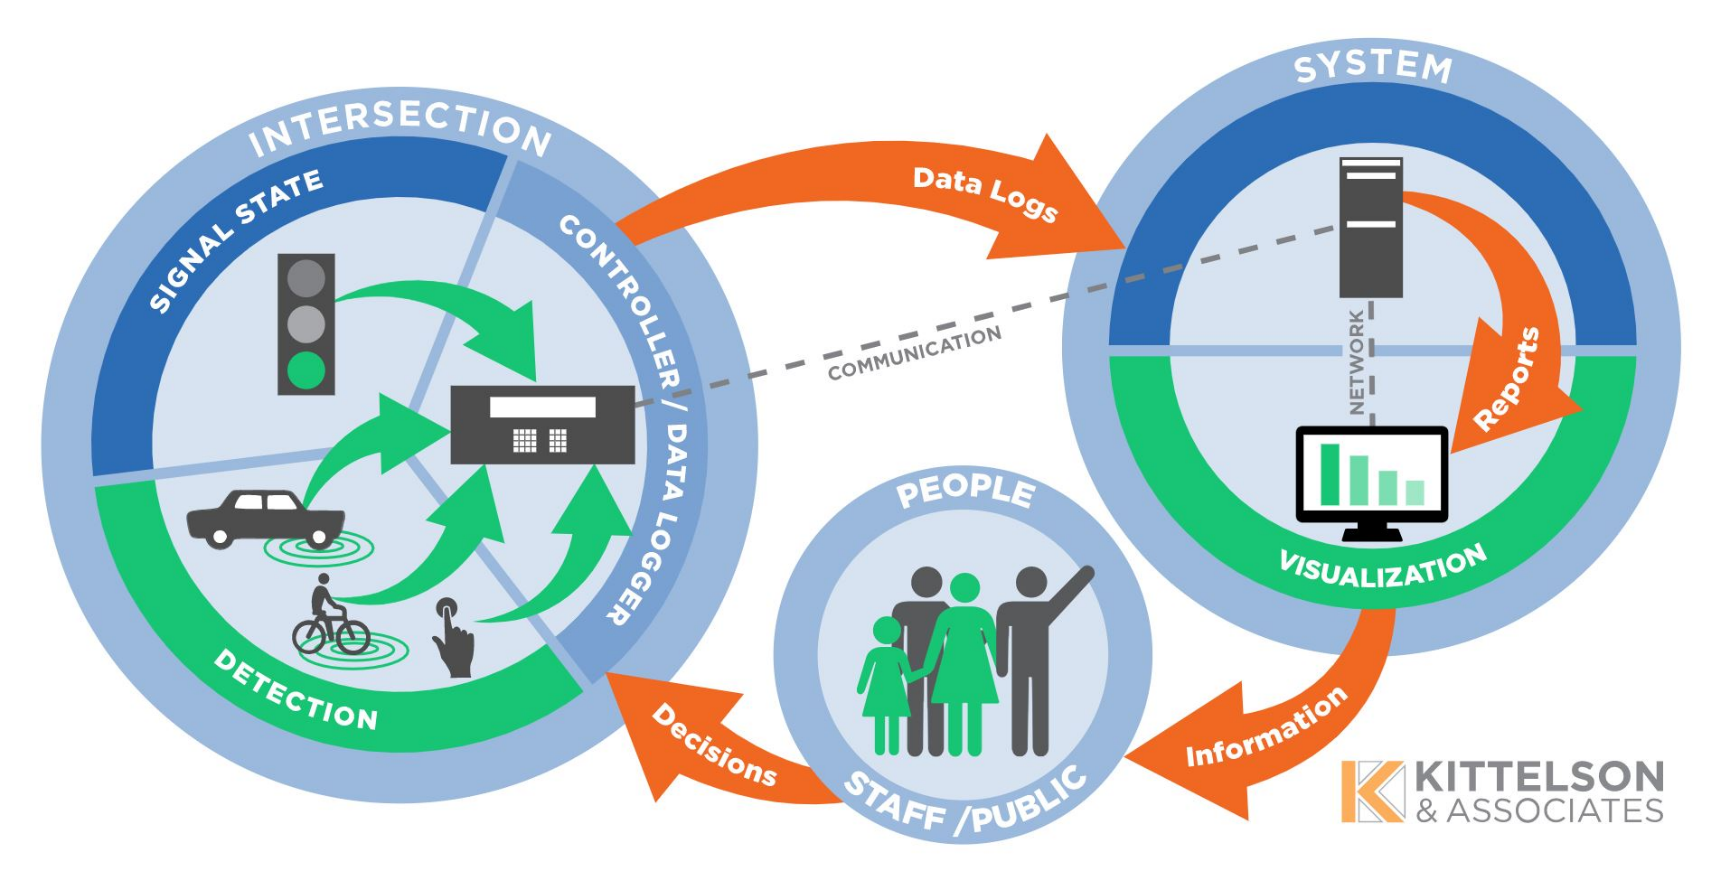 INTERSECTION
SIGNAL STATE
CONTROLLER / DATA LOGGER
DETECTION
Data Logs
COMMUNICATION
SYSTEM
NETWORK
Reports
VISUALIZATION
Information
PEOPLE
STAFF /PUBLIC
Decisions
KITTELSON
& ASSOCIATES